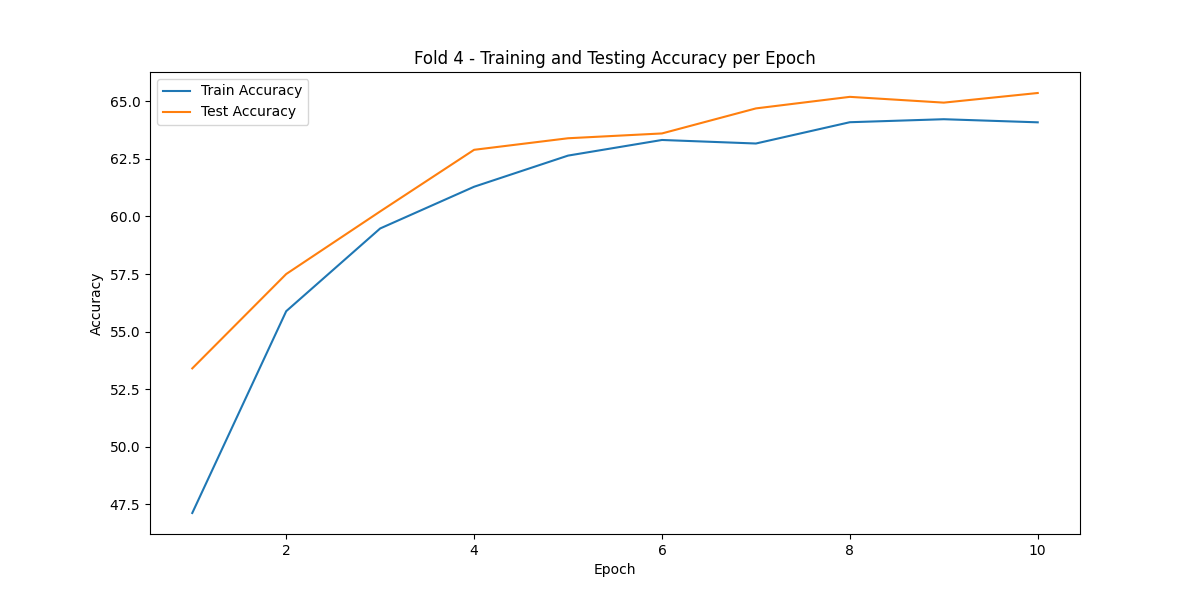 Fold 4 - Training and Testing Accuracy per Epoch
Train Accuracy
Test Accuracy
65.0
62.5
60.0
57.5
55.0
52.5
50.0
47.5
Accuracy
2 4 6 8 10
Epoch